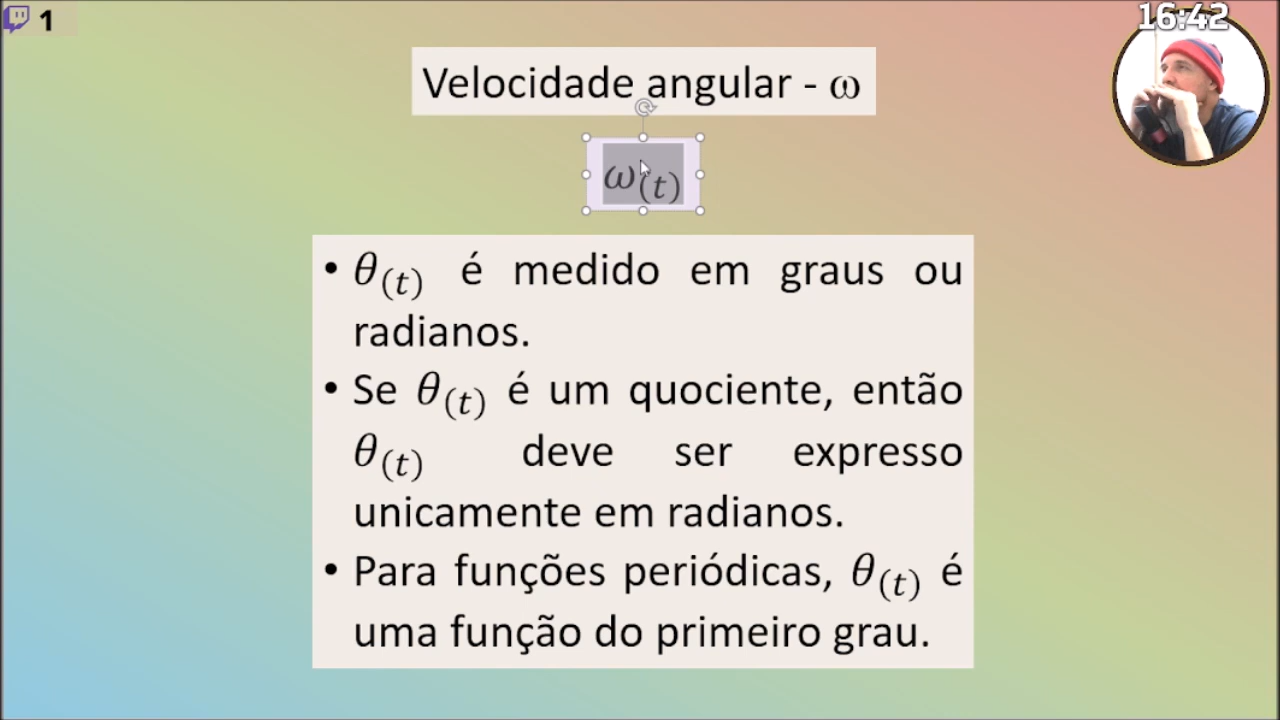 1
16:42
Velocidade angular - ω
ω(t)
• θ(t) é medido em graus ou
radianos.
• Se θ(t) é um quociente, então
θ(t) deve ser expresso
unicamente em radianos.
• Para funções periódicas, θ(t) é
uma função do primeiro grau.